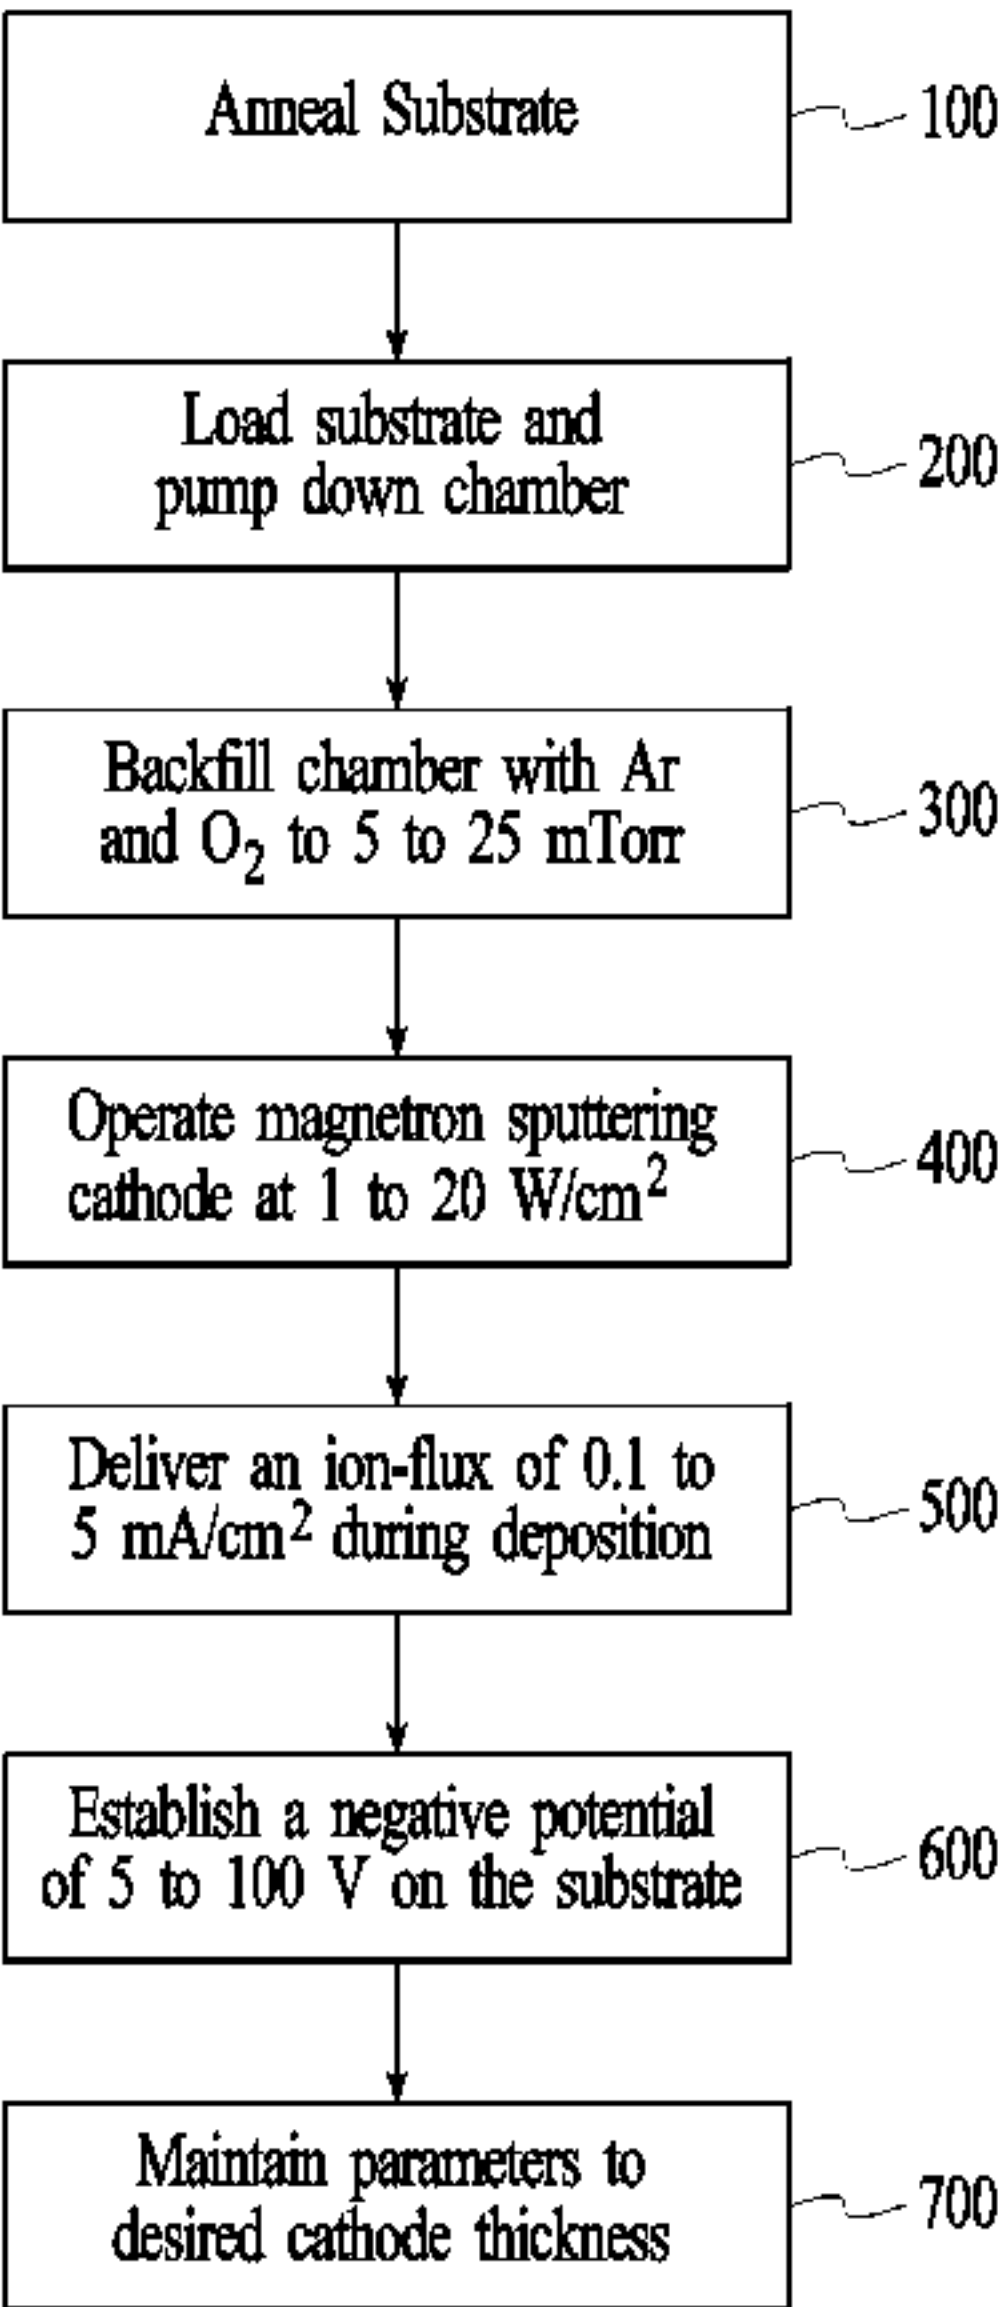 Anneal Substrate
100
Load substrate and
pump down chamber
200
Backfill chamber with Ar
and O₂ to 5 to 25 mTorr
300
Operate magnetron sputtering
cathode at 1 to 20 W/cm²
400
Deliver an ion-flux of 0.1 to
5 mA/cm² during deposition
500
Establish a negative potential
of 5 to 100 V on the substrate
600
Maintain parameters to
desired cathode thickness
700